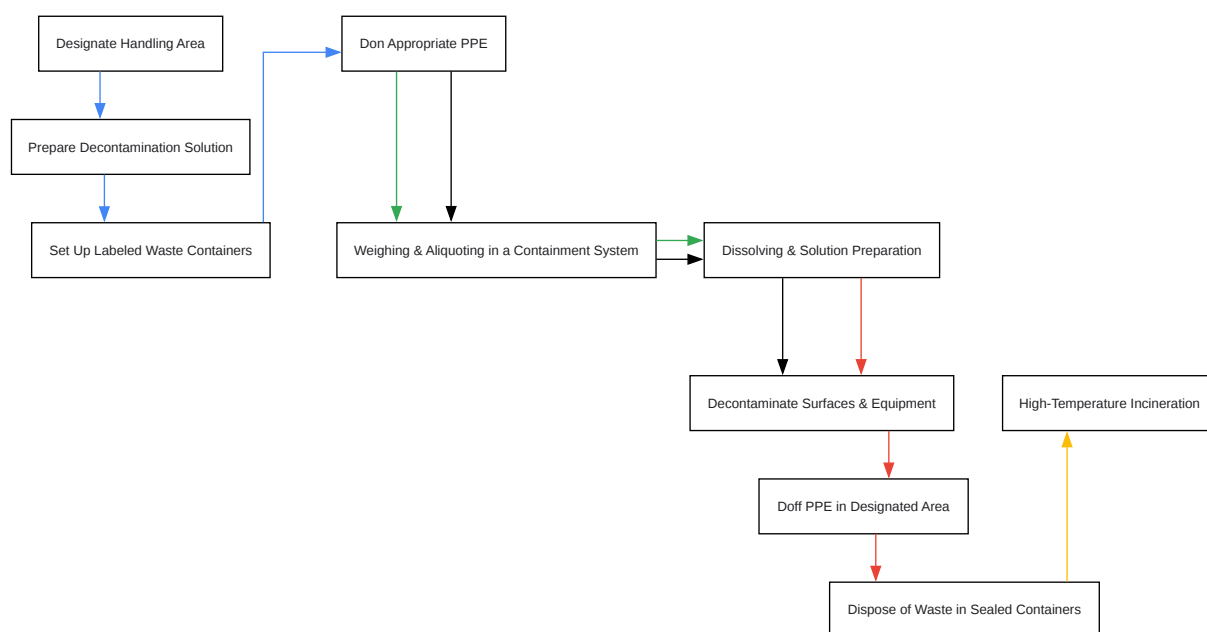 Designate Handling Area
Prepare Decontamination Solution
Set Up Labeled Waste Containers
Don Appropriate PPE
Weighing & Aliquoting in a Containment System
Dissolving & Solution Preparation
Decontaminate Surfaces & Equipment
Doff PPE in Designated Area
Dispose of Waste in Sealed Containers
High-Temperature Incineration